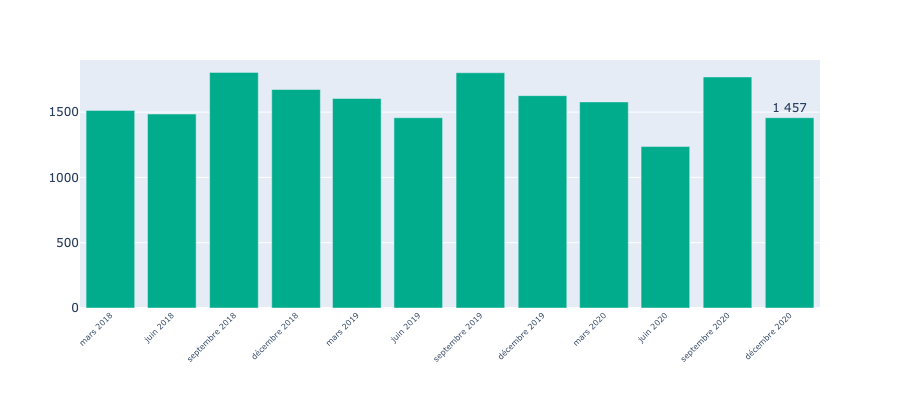 1500
1000
500
0
1 457
mars 2018
juin 2018
septembre 2018
décembre 2018
mars 2019
juin 2019
septembre 2019
décembre 2019
mars 2020
juin 2020
septembre 2020
décembre 2020